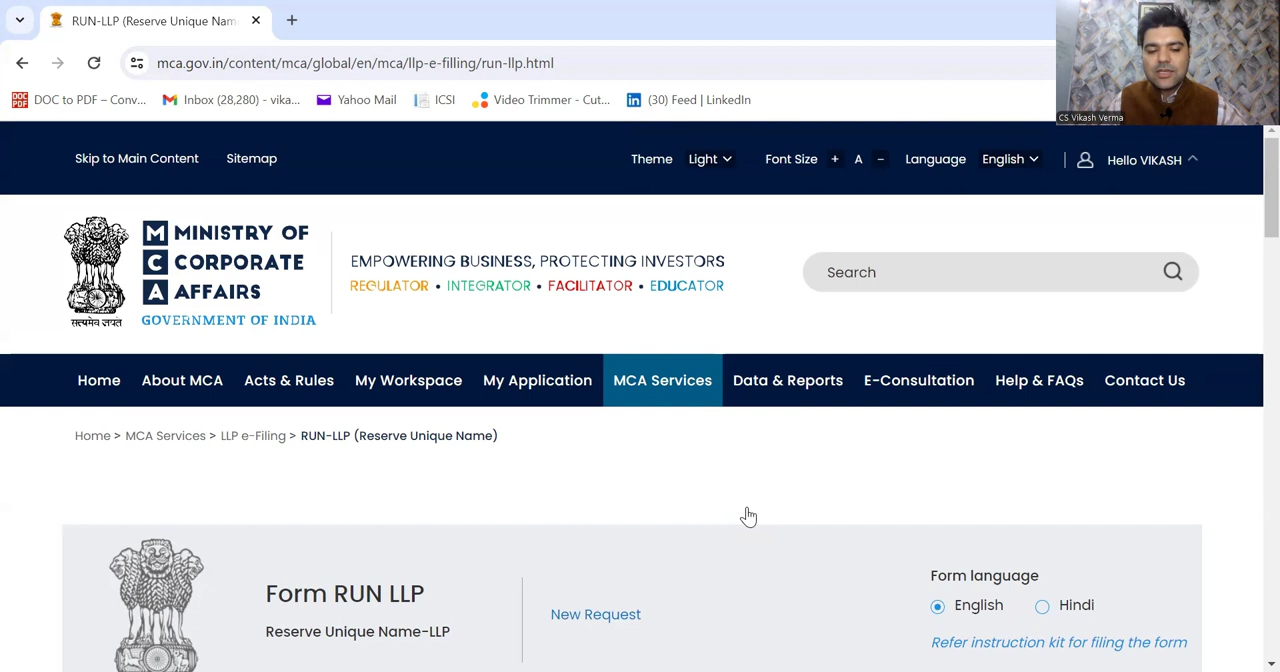 RUN-LLP (Reserve Unique Nam
mca.gov.in/content/mca/global/en/mca/llp-e-filling/run-llp.html
DOC to PDF – Conv...
Inbox (28,280) - vika...
Yahoo Mail
ICSI
Video Trimmer - Cut...
(30) Feed | LinkedIn
CS Vikash Verma
Skip to Main Content
Sitemap
Theme Light
Font Size + A -
Language English
Hello VIKASH
MINISTRY OF
CORPORATE
AFFAIRS
GOVERNMENT OF INDIA
सत्यमेव जयते
EMPOWERING BUSINESS, PROTECTING INVESTORS
REGULATOR • INTEGRATOR • FACILITATOR • EDUCATOR
Search
Home About MCA Acts & Rules My Workspace My Application MCA Services Data & Reports E-Consultation Help & FAQs Contact Us
Home > MCA Services > LLP e-Filing > RUN-LLP (Reserve Unique Name)
Form RUN LLP
Reserve Unique Name-LLP
New Request
Form language
English Hindi
Refer instruction kit for filing the form